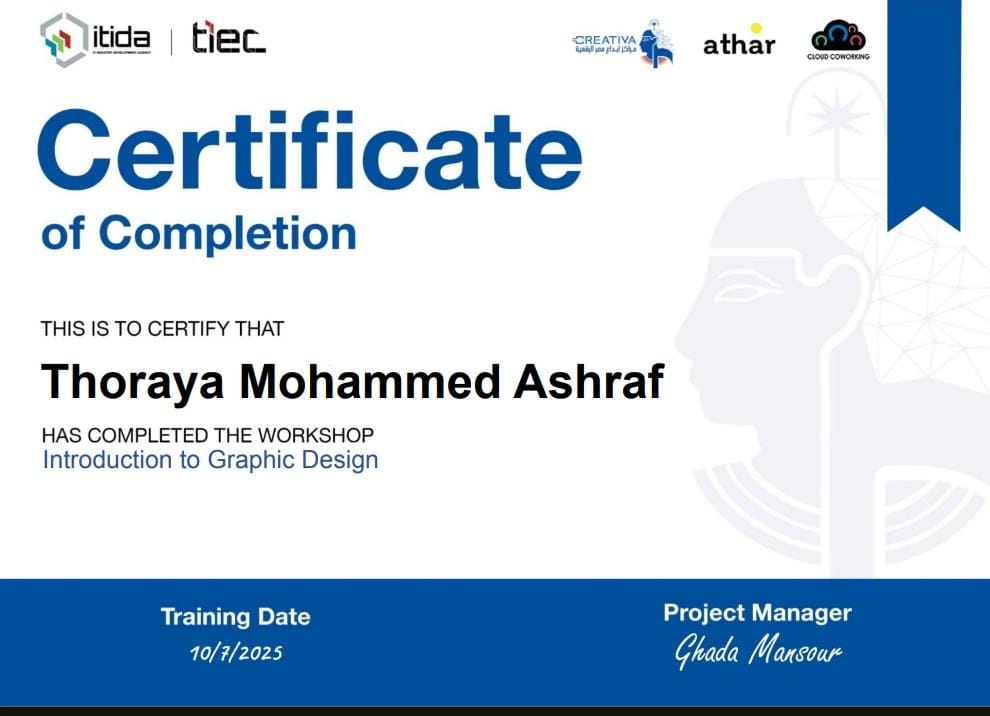 itida
IT INDUSTRY DEVELOPMENT AGENCY
tiec
CREATIVA
مراكز إبداع مصر الرقمية
athar
CLOUD COWORKING
Certificate
of Completion
THIS IS TO CERTIFY THAT
Thoraya Mohammed Ashraf
HAS COMPLETED THE WORKSHOP
Introduction to Graphic Design
Training Date
10/7/2025
Project Manager
Ghada Mansour